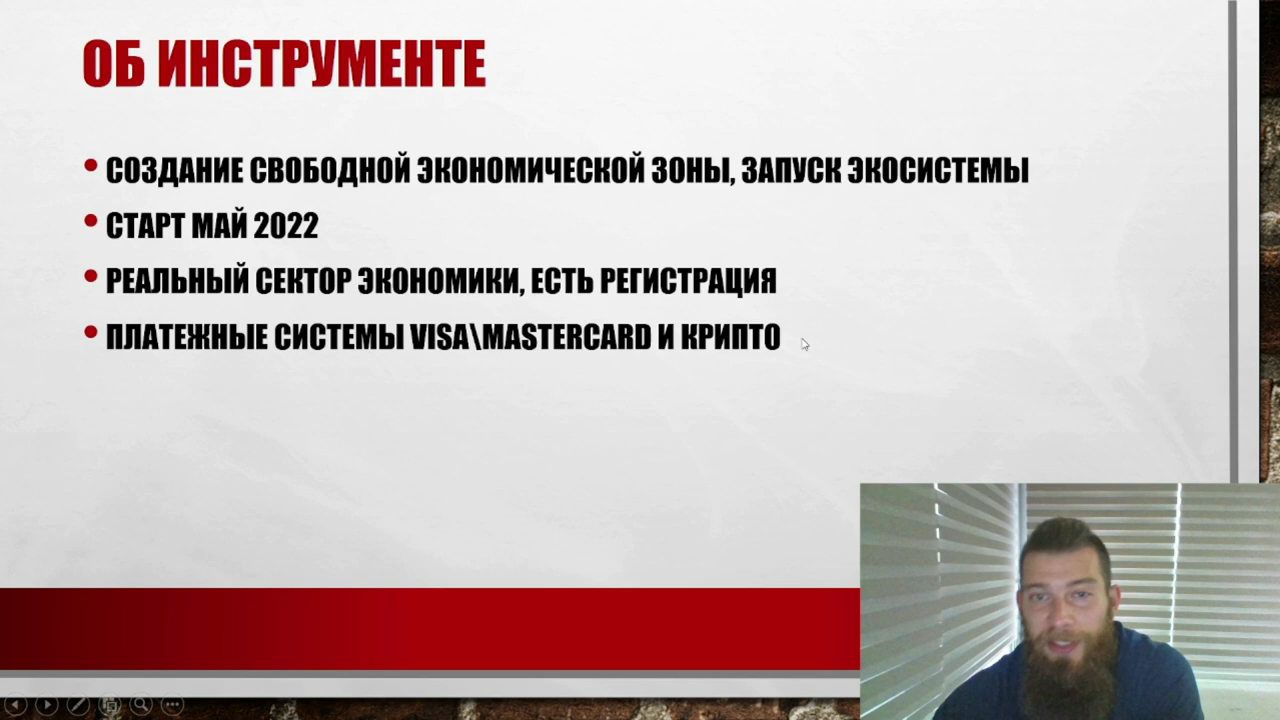 ОБ ИНСТРУМЕНТЕ
• СОЗДАНИЕ СВОБОДНОЙ ЭКОНОМИЧЕСКОЙ ЗОНЫ, ЗАПУСК ЭКОСИСТЕМЫ
• СТАРТ МАЙ 2022
• РЕАЛЬНЫЙ СЕКТОР ЭКОНОМИКИ, ЕСТЬ РЕГИСТРАЦИЯ
• ПЛАТЕЖНЫЕ СИСТЕМЫ VISA\MASTERCARD И КРИПТО